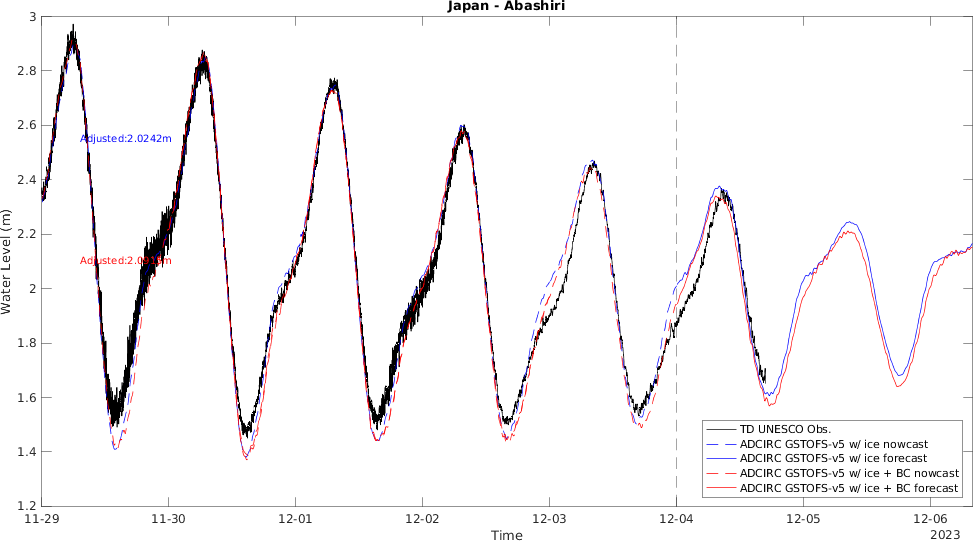 Japan - Abashiri
3
2.8
2.6
2.4
2.2
2
1.8
1.6
1.4
1.2
Water Level (m)
Adjusted:2.0242m
TD UNESCO Obs.
ADCIRC GSTOFS-v5 w/ ice nowcast
ADCIRC GSTOFS-v5 w/ ice forecast
ADCIRC GSTOFS-v5 w/ ice + BC nowcast
ADCIRC GSTOFS-v5 w/ ice + BC forecast
11-29 11-30 12-01 12-02 12-03 12-04 12-05 12-06
Time
2023